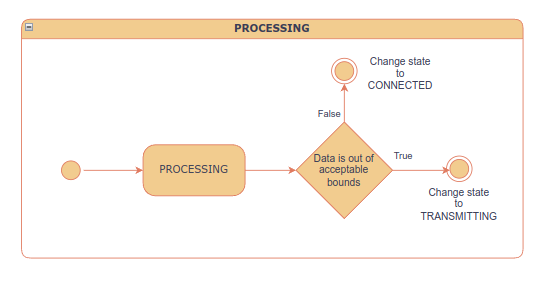 PROCESSING
Change state
to
CONNECTED
False
PROCESSING
Data is out of
acceptable
bounds
True
Change state
to
TRANSMITTING